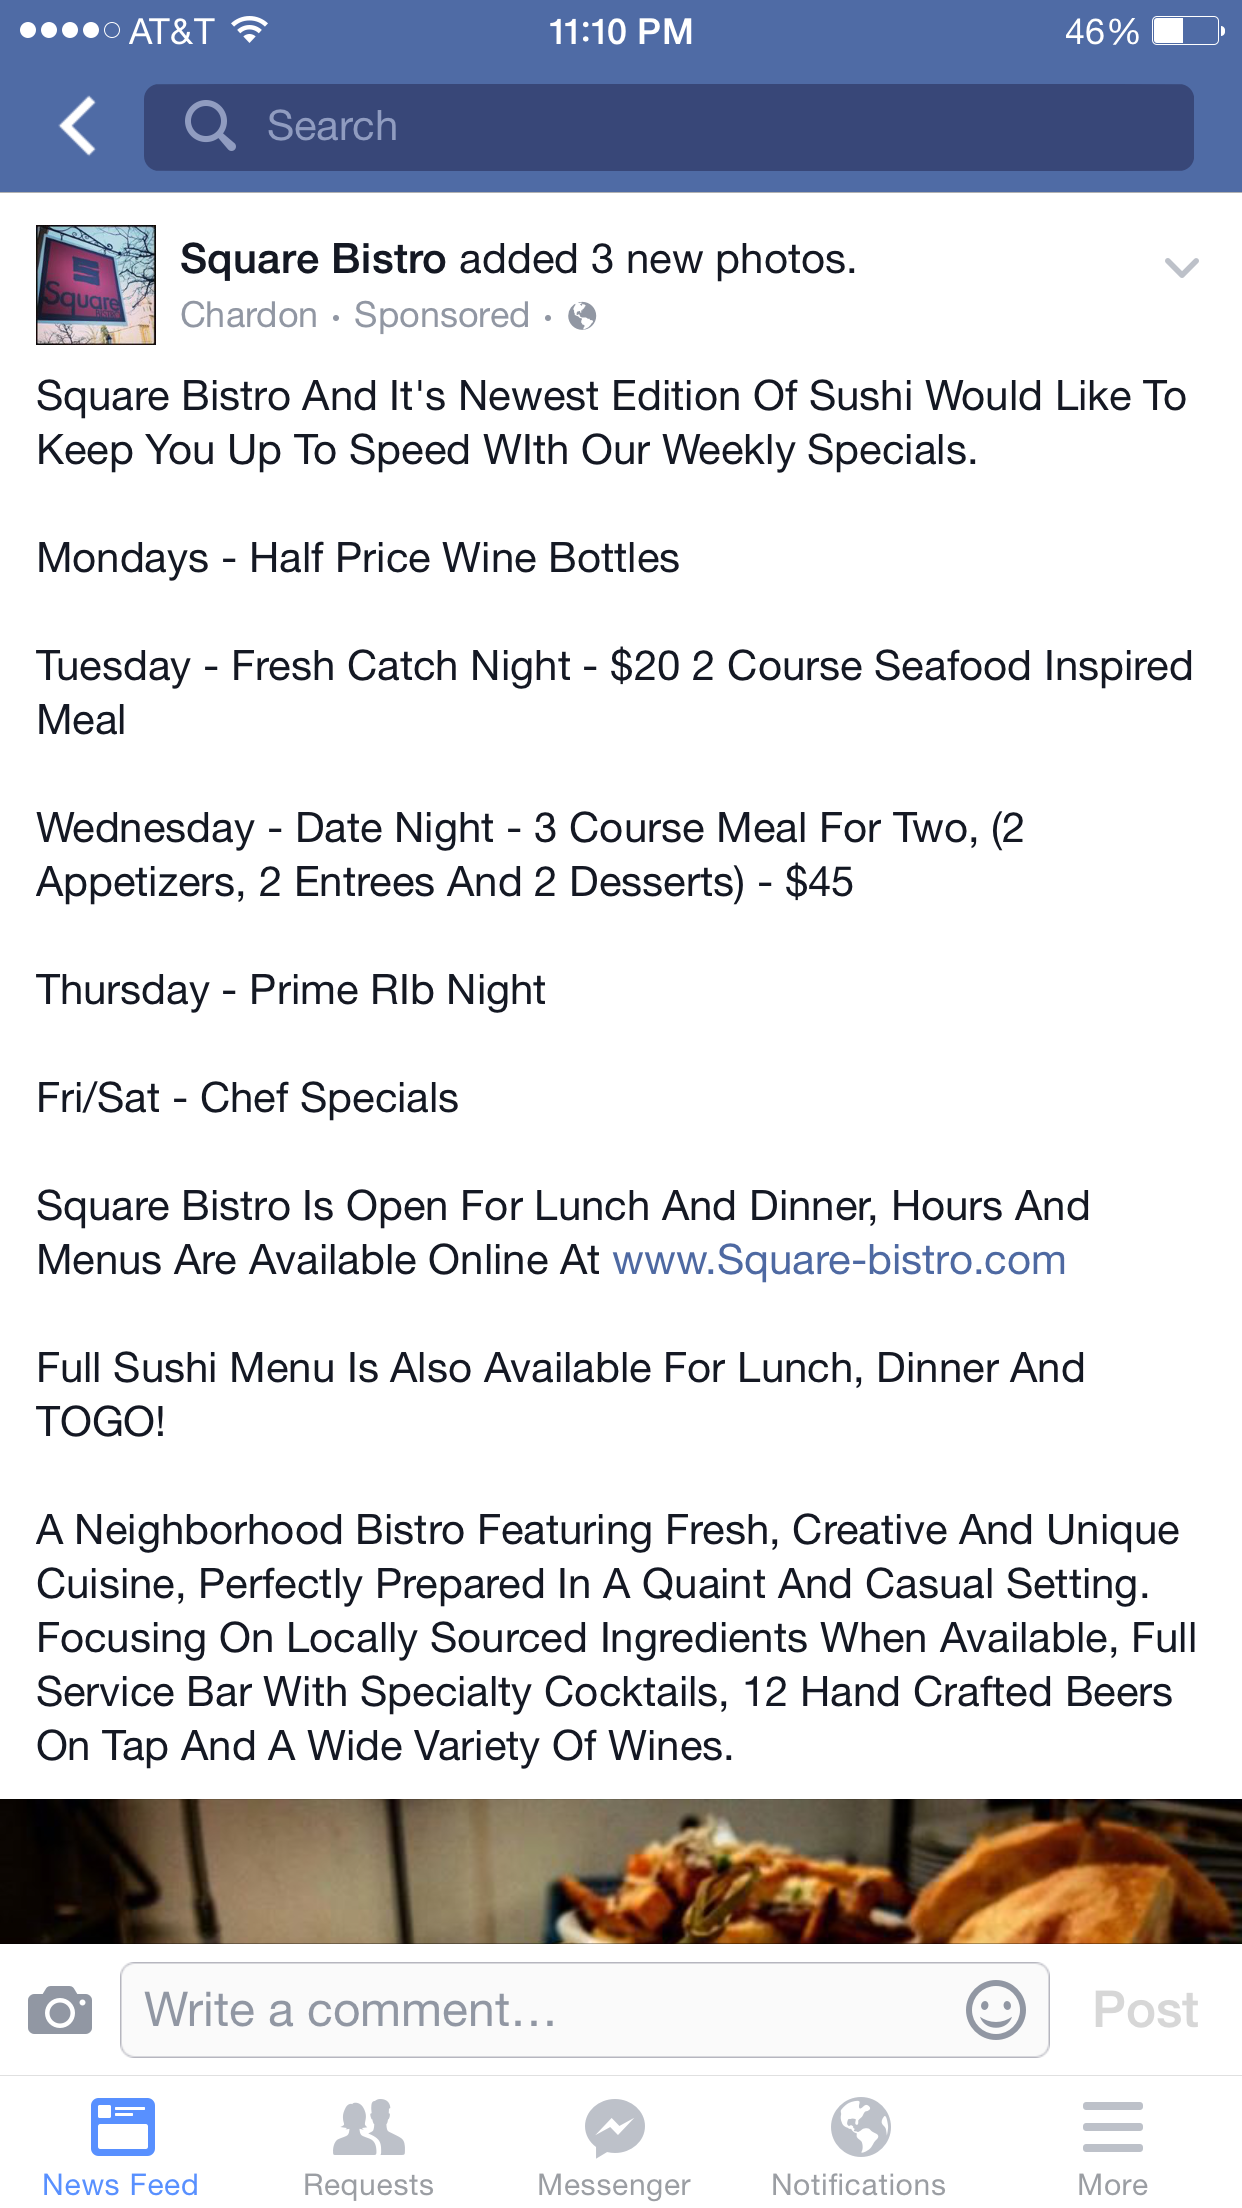 AT&T 11:10 PM 46%
Search
Square
Square Bistro added 3 new photos.
Chardon · Sponsored ·
Square Bistro And It's Newest Edition Of Sushi Would Like To
Keep You Up To Speed WIth Our Weekly Specials.
Mondays - Half Price Wine Bottles
Tuesday - Fresh Catch Night - $20 2 Course Seafood Inspired
Meal
Wednesday - Date Night - 3 Course Meal For Two, (2
Appetizers, 2 Entrees And 2 Desserts) - $45
Thursday - Prime RIb Night
Fri/Sat - Chef Specials
Square Bistro Is Open For Lunch And Dinner, Hours And
Menus Are Available Online At www.Square-bistro.com
Full Sushi Menu Is Also Available For Lunch, Dinner And
TOGO!
A Neighborhood Bistro Featuring Fresh, Creative And Unique
Cuisine, Perfectly Prepared In A Quaint And Casual Setting.
Focusing On Locally Sourced Ingredients When Available, Full
Service Bar With Specialty Cocktails, 12 Hand Crafted Beers
On Tap And A Wide Variety Of Wines.
Write a comment... Post
News Feed Requests Messenger Notifications More